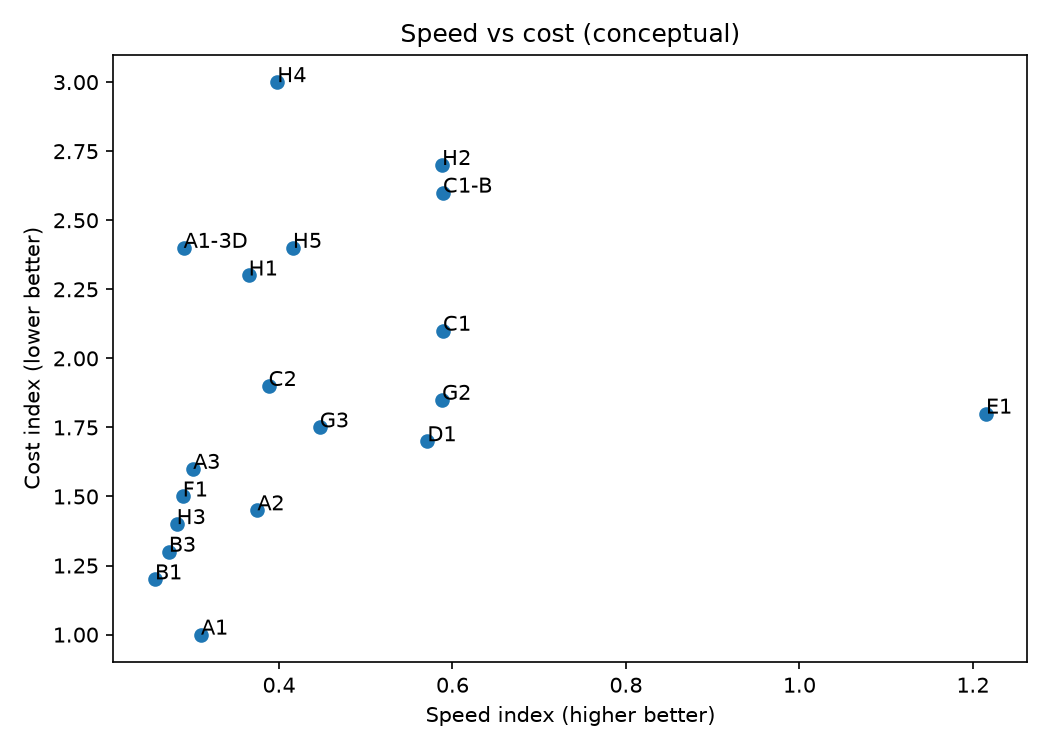 Speed vs cost (conceptual)
3.00
2.75
2.50
2.25
2.00
1.75
1.50
1.25
1.00
Cost index (lower better)
H4
H2
C1-B
A1-3D
H5
H1
C1
C2
G2
E1
G3
D1
A3
F1
A2
H3
B3
B1
A1
0.4
0.6
0.8
1.0
1.2
Speed index (higher better)